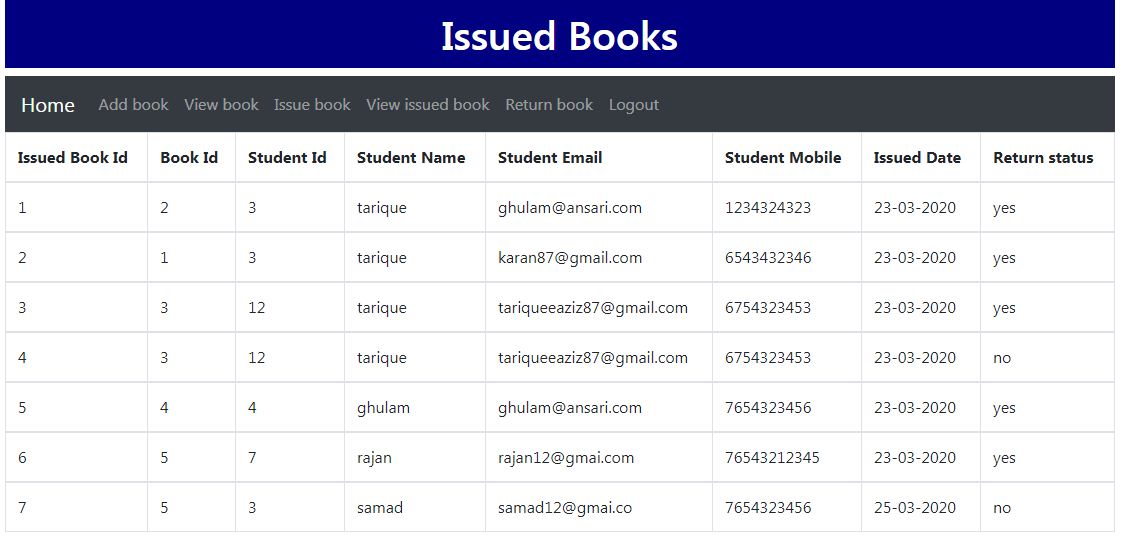 Issued Books
Home Add book View book Issue book View issued book Return book Logout
Issued Book Id Book Id Student Id Student Name Student Email Student Mobile Issued Date Return status
1 2 3 tarique ghulam@ansari.com 1234324323 23-03-2020 yes
2 1 3 tarique karan87@gmail.com 6543432346 23-03-2020 yes
3 3 12 tarique tariqueeaziz87@gmail.com 6754323453 23-03-2020 yes
4 3 12 tarique tariqueeaziz87@gmail.com 6754323453 23-03-2020 no
5 4 4 ghulam ghulam@ansari.com 7654323456 23-03-2020 yes
6 5 7 rajan rajan12@gmai.com 76543212345 23-03-2020 yes
7 5 3 samad samad12@gmai.co 7654323456 25-03-2020 no